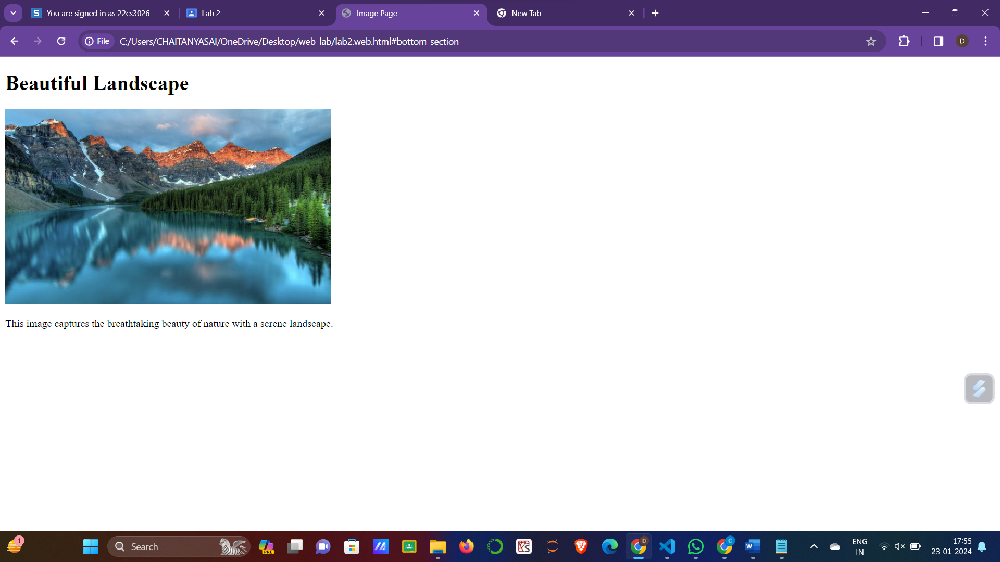 You are signed in as 22cs3026
Lab 2
Image Page
New Tab
File
C:/Users/CHAITANYASAI/OneDrive/Desktop/web_lab/lab2.web.html#bottom-section
D
Beautiful Landscape
This image captures the breathtaking beauty of nature with a serene landscape.
1
Search
PRE
D
C
W
ENG
IN
17:55
23-01-2024